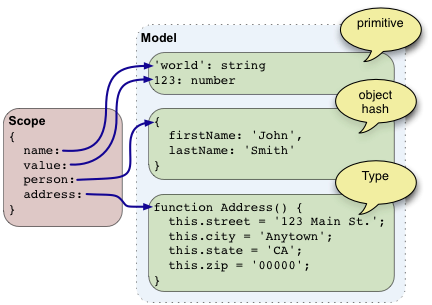 primitive
Model
'world': string
123: number
object
hash
Scope
{
name:
value:
person:
address:
}
{
firstName: 'John',
lastName: 'Smith'
}
Type
function Address() {
this.street = '123 Main St.';
this.city = 'Anytown';
this.state = 'CA';
this.zip = '00000';
}